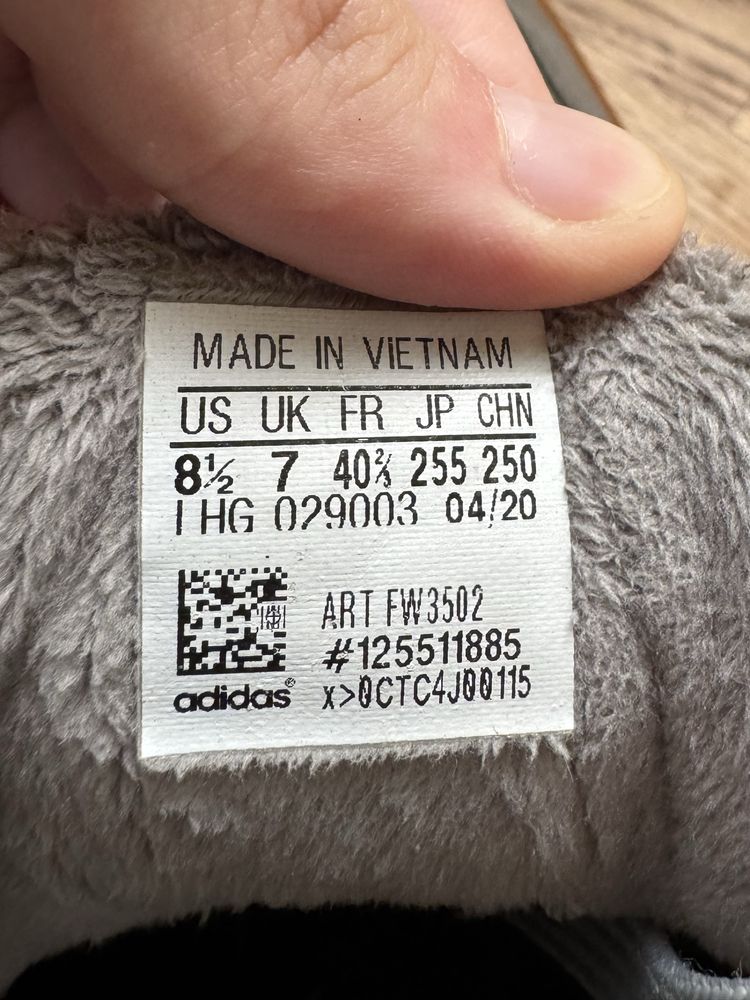 MADE IN VIETNAM
US UK FR JP CHN
8½ 7 40⅔ 255 250
LHG 029003 04/20
ART FW3502
#125511885
adidas® x>0CTC4J00115